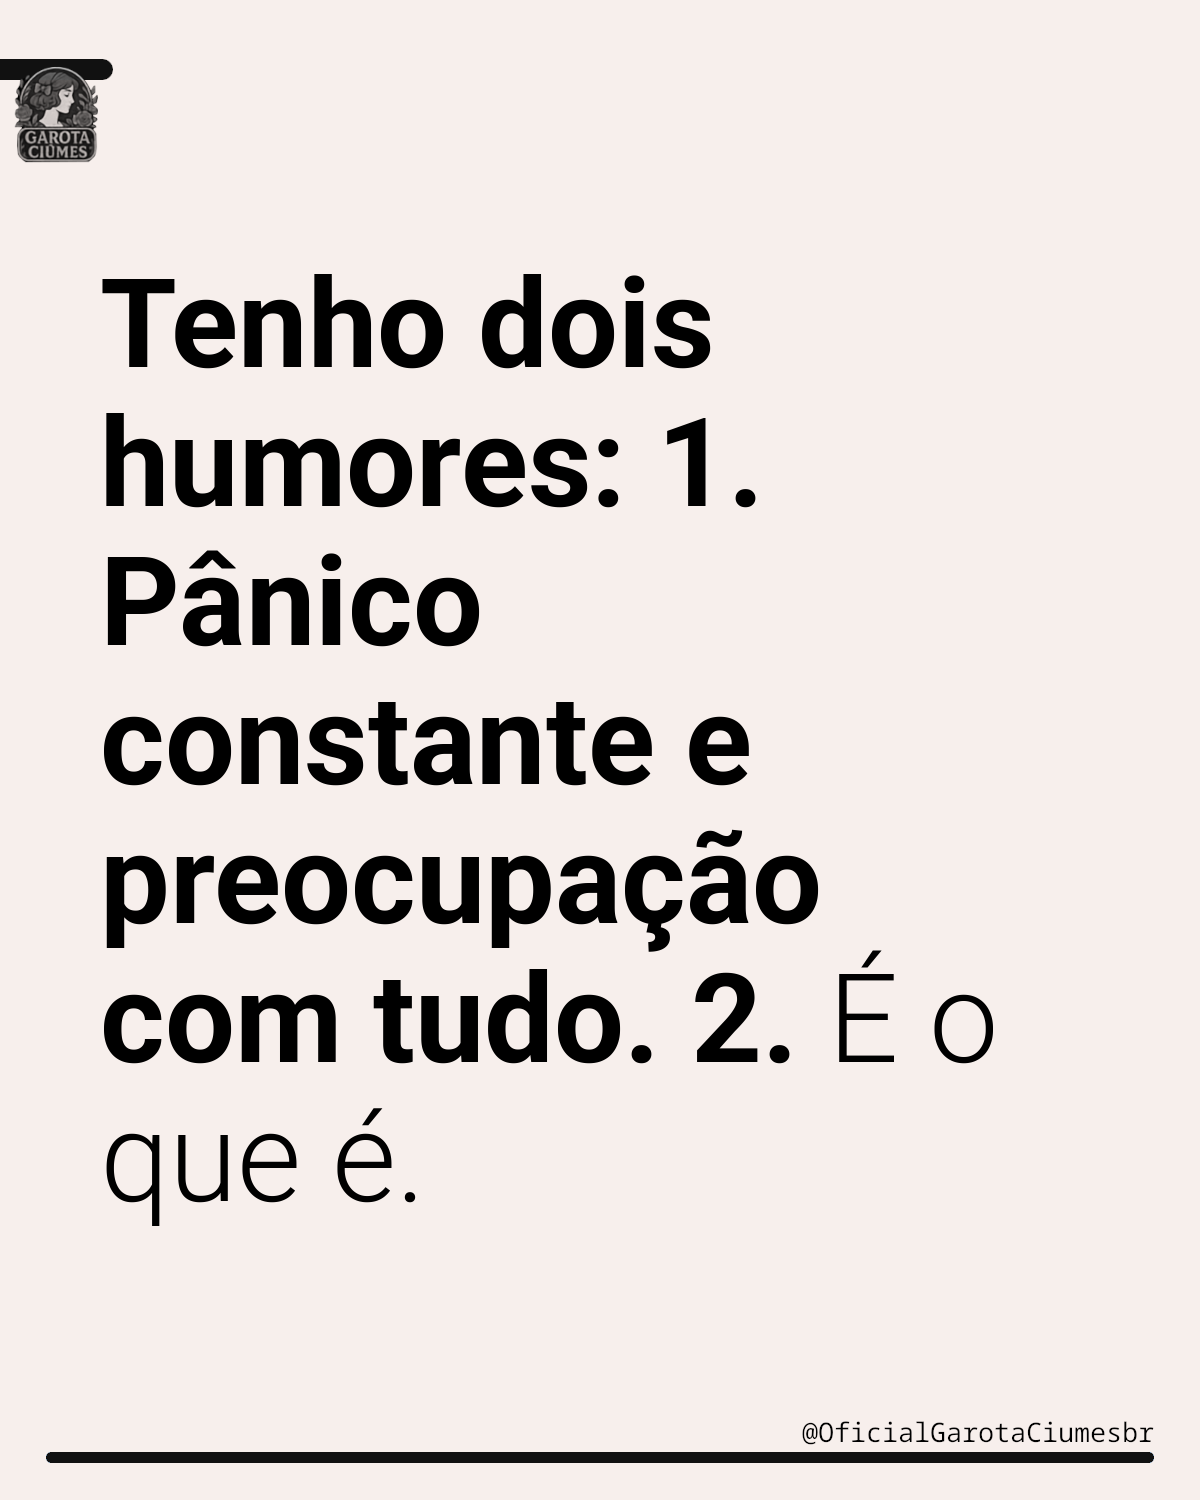 GAROTA
CIÚMES
Tenho dois
humores: 1.
Pânico
constante e
preocupação
com tudo. 2. É o
que é.
@OficialGarotaCiumesbr